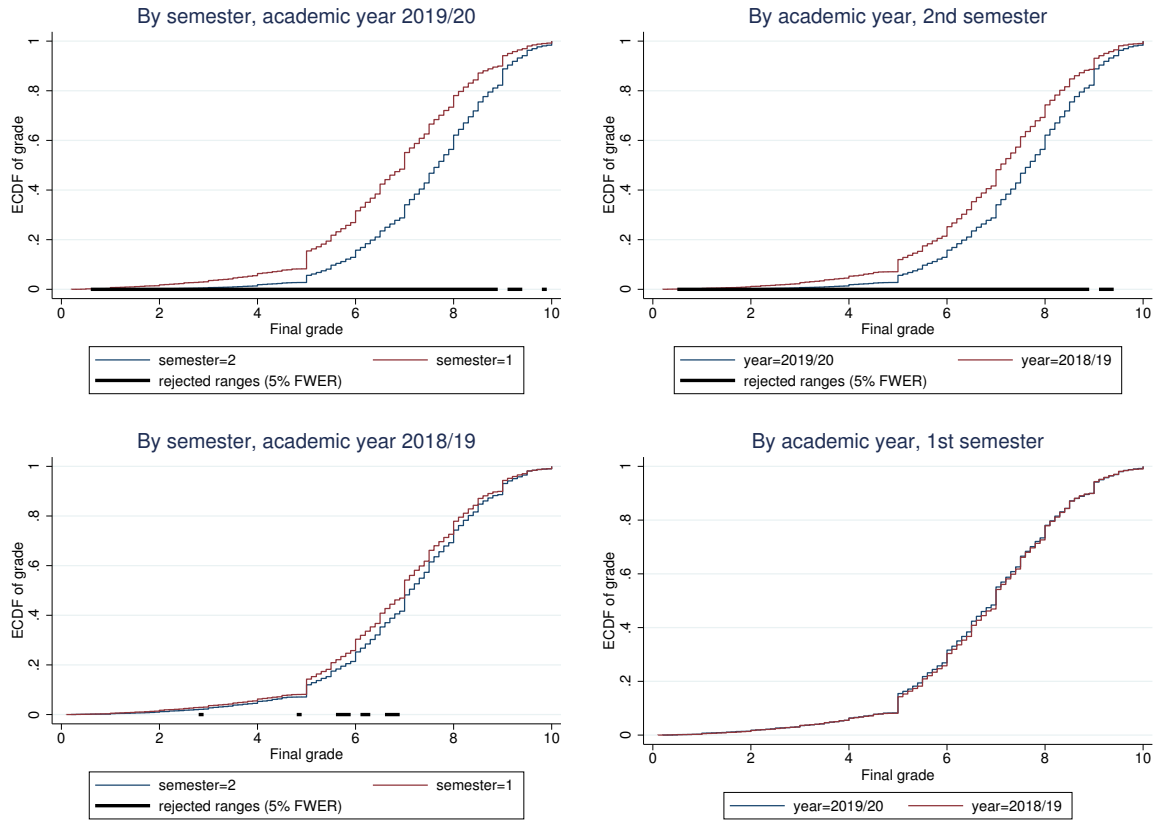 By semester, academic year 2019/20
ECDF of grade
1
.8
.6
.4
.2
0
0 2 4 6 8 10
Final grade
semester=2 semester=1
rejected ranges (5% FWER)
By academic year, 2nd semester
ECDF of grade
1
.8
.6
.4
.2
0
0 2 4 6 8 10
Final grade
year=2019/20 year=2018/19
rejected ranges (5% FWER)
By semester, academic year 2018/19
ECDF of grade
1
.8
.6
.4
.2
0
0 2 4 6 8 10
Final grade
semester=2 semester=1
rejected ranges (5% FWER)
By academic year, 1st semester
ECDF of grade
1
.8
.6
.4
.2
0
0 2 4 6 8 10
Final grade
year=2019/20 year=2018/19